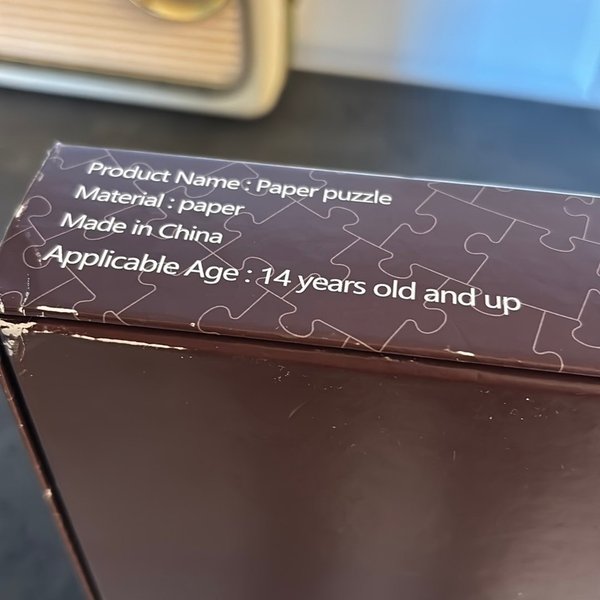 Product Name : Paper puzzle
Material : paper
Made in China
Applicable Age : 14 years old and up